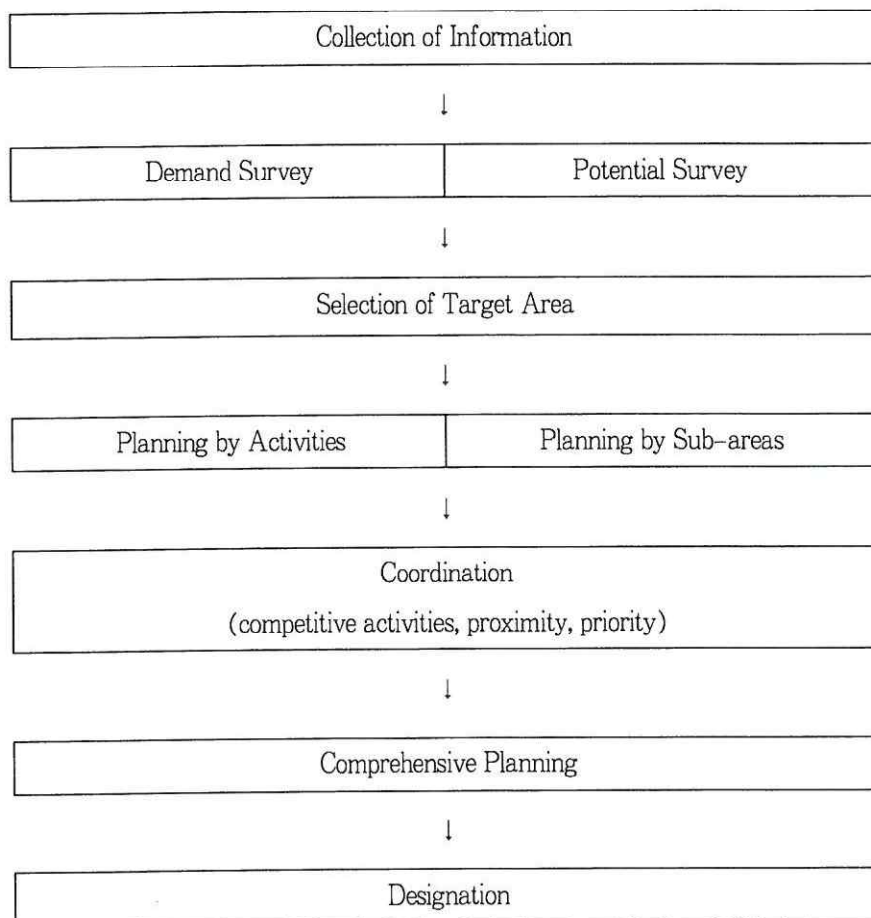 Collection of Information
↓
Demand Survey
Potential Survey
↓
Selection of Target Area
↓
Planning by Activities
Planning by Sub-areas
↓
Coordination
(competitive activities, proximity, priority)
↓
Comprehensive Planning
↓
Designation